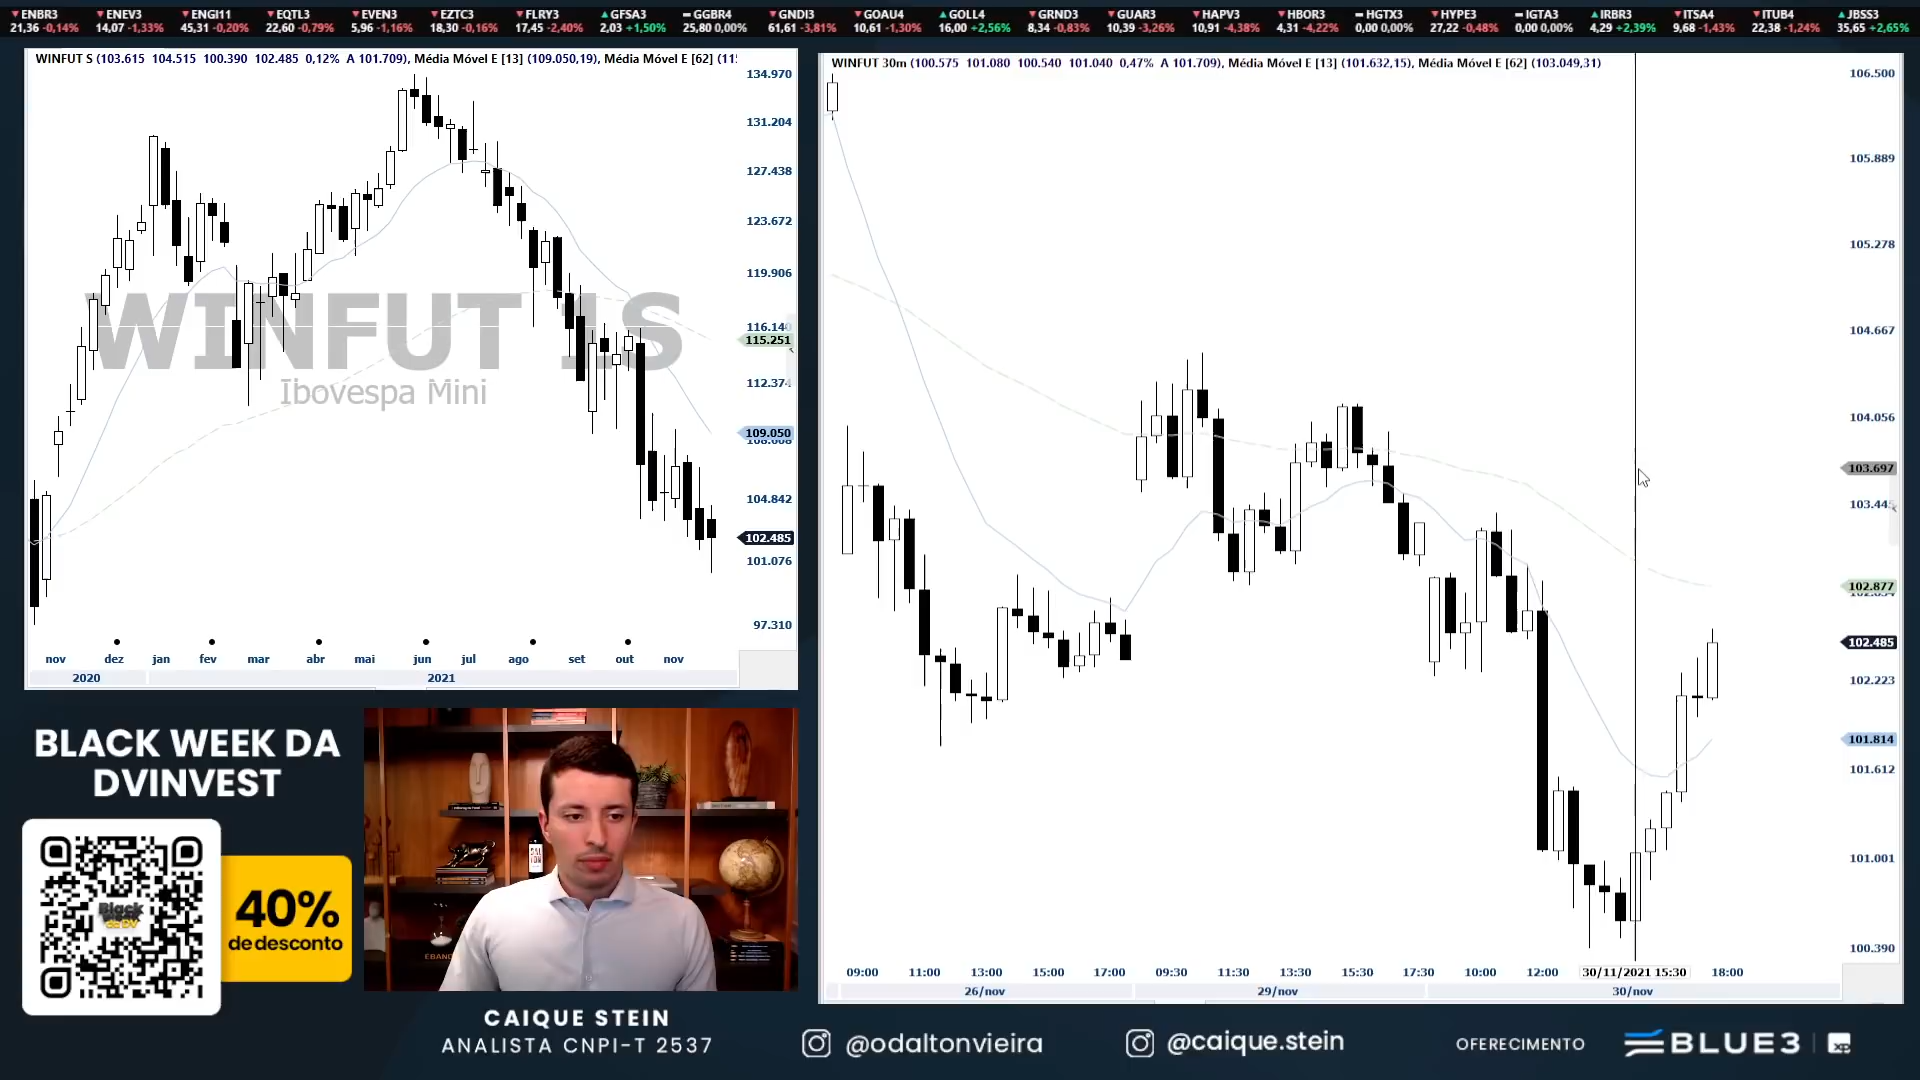 ENBR3 ENEV3 ENGI11 EQTL3 EVEN3 EZTC3 FLRY3 GFSA3 GGBR4 GNDI3 GOAU4 GOLL4 GRND3 GUAR3 HAPV3 HBOR3 HGTX3 HYPE3 IGTA3 IRBR3 ITSA4 ITUB4 JBSS3
21,36 -0,14% 14,07 -1,33% 45,31 -0,20% 22,60 -0,79% 5,96 -1,16% 18,30 -0,16% 17,45 -2,40% 2,03 +1,50% 25,80 0,00% 61,61 -3,81% 10,61 -1,30% 16,00 +2,56% 8,34 -0,83% 10,39 -3,26% 10,91 -4,38% 4,31 -4,22% 0,00 0,00% 27,22 -0,48% 0,00 0,00% 4,29 +2,39% 9,68 -1,43% 22,38 -1,24% 35,65 +2,65%
WINFUT S (103.615 104.515 100.390 102.485 0,12% A 101.709), Média Móvel E [13] (109.050,19), Média Móvel E [62] (11
134.970
131.204
127.438
123.672
119.906
116.140
115.251
112.374
109.050
104.842
102.485
101.076
97.310
WINFUT 1S
Ibovespa Mini
nov dez jan fev mar abr mai jun jul ago set out nov
2020 2021
WINFUT 30m (100.575 101.080 100.540 101.040 0,47% A 101.709), Média Móvel E [13] (101.632,15), Média Móvel E [62] (103.049,31)
106.500
105.889
105.278
104.667
104.056
103.697
103.445
102.877
102.485
102.223
101.814
101.612
101.001
100.390
09:00 11:00 13:00 15:00 17:00 09:30 11:30 13:30 15:30 17:30 10:00 12:00 30/11/2021 15:30 18:00
26/nov 29/nov 30/nov
BLACK WEEK DA
DVINVEST
Black
40%
de desconto
CAIQUE STEIN
ANALISTA CNPI-T 2537
@odaltonvieira
@caique.stein
OFERECIMENTO
BLUE3
xp